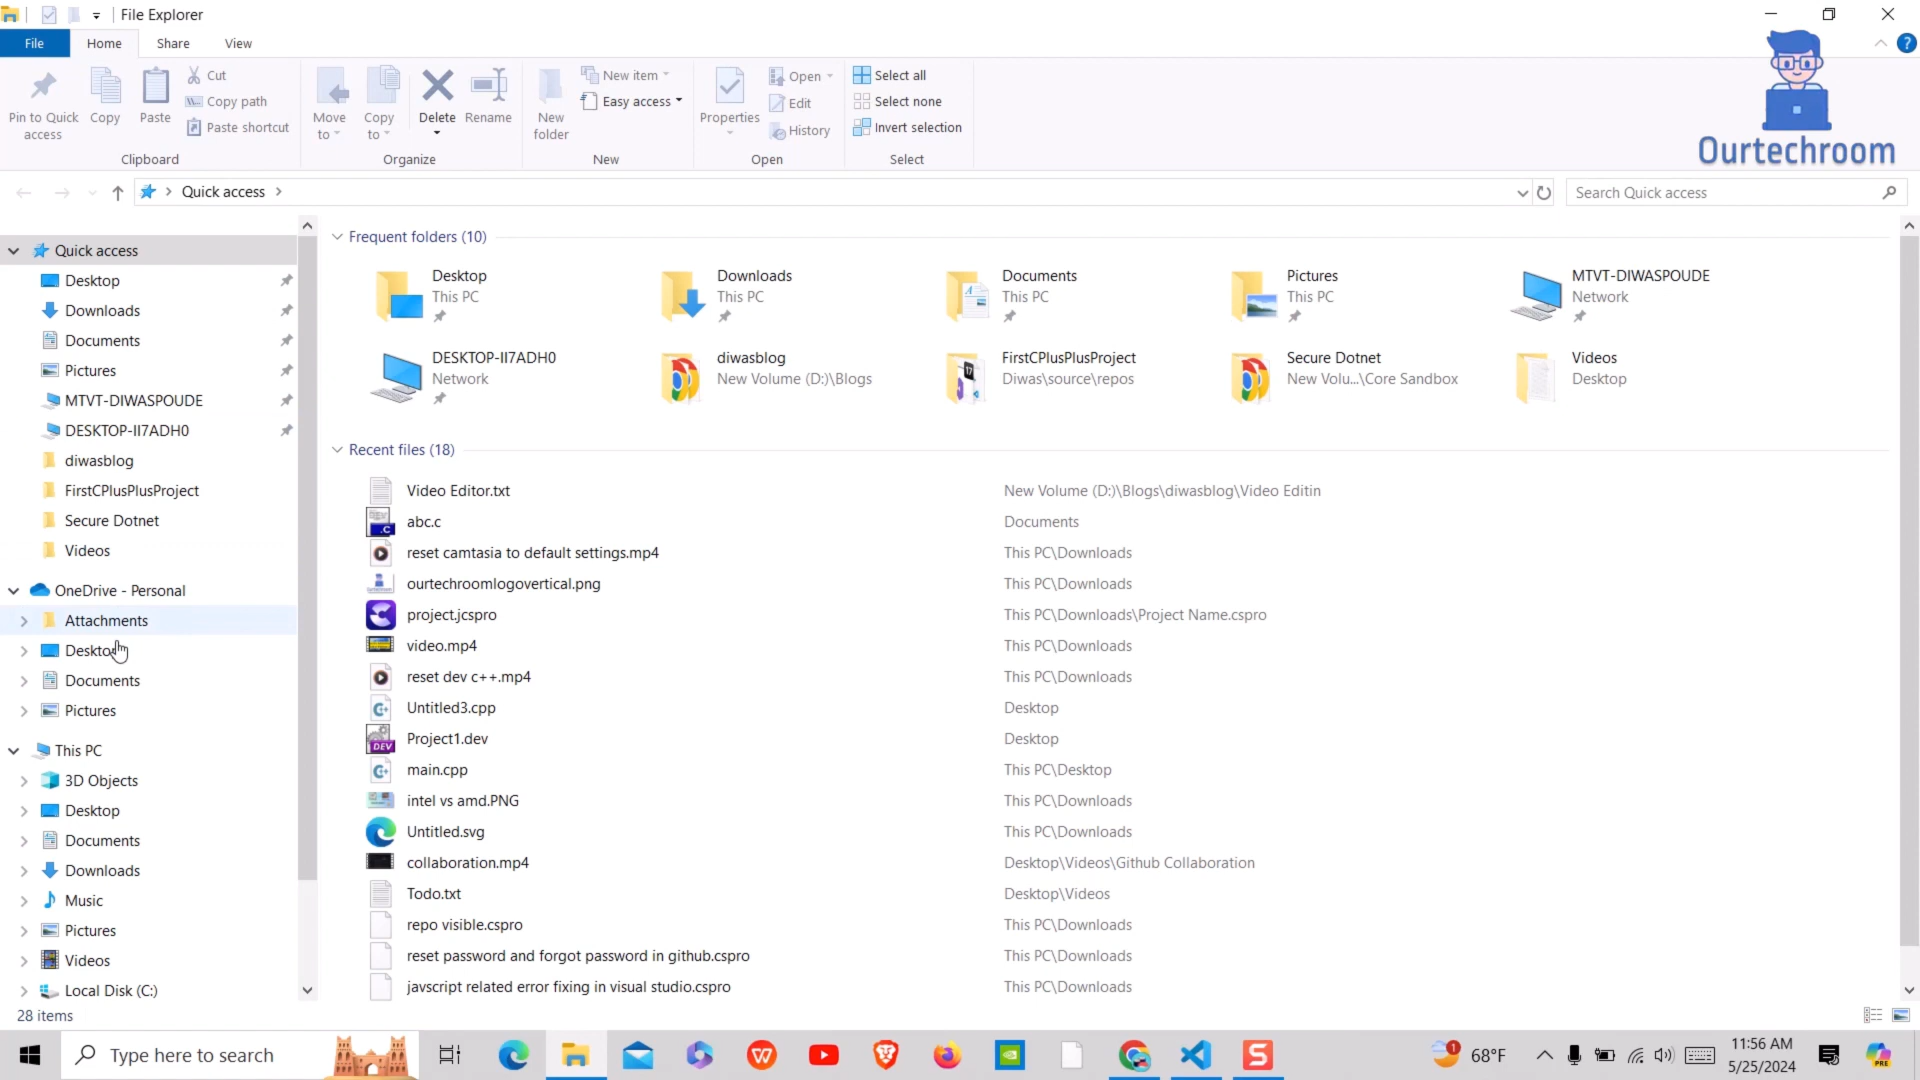 File Explorer
File Home Share View
Pin to Quick access
Copy
Paste
Cut
Copy path
Paste shortcut
Clipboard
Move to
Copy to
Delete
Rename
Organize
New folder
New item
Easy access
New
Properties
Open
Edit
History
Open
Select all
Select none
Invert selection
Select
Ourtechroom
Quick access
Search Quick access
Quick access
Desktop
Downloads
Documents
Pictures
MTVT-DIWASPOUDE
DESKTOP-II7ADH0
diwasblog
FirstCPlusPlusProject
Secure Dotnet
Videos
OneDrive - Personal
Attachments
Desktop
Documents
Pictures
This PC
3D Objects
Desktop
Documents
Downloads
Music
Pictures
Videos
Local Disk (C:)
28 items
Frequent folders (10)
Desktop
This PC
Downloads
This PC
Documents
This PC
Pictures
This PC
MTVT-DIWASPOUDE
Network
DESKTOP-II7ADH0
Network
diwasblog
New Volume (D:)\Blogs
FirstCPlusPlusProject
Diwas\source\repos
Secure Dotnet
New Volu...\Core Sandbox
Videos
Desktop
Recent files (18)
Video Editor.txt New Volume (D:)\Blogs\diwasblog\Video Editin
abc.c Documents
reset camtasia to default settings.mp4 This PC\Downloads
ourtechroomlogovertical.png This PC\Downloads
project.jcspro This PC\Downloads\Project Name.cspro
video.mp4 This PC\Downloads
reset dev c++.mp4 This PC\Downloads
Untitled3.cpp Desktop
Project1.dev Desktop
main.cpp This PC\Desktop
intel vs amd.PNG This PC\Downloads
Untitled.svg This PC\Downloads
collaboration.mp4 Desktop\Videos\Github Collaboration
Todo.txt Desktop\Videos
repo visible.cspro This PC\Downloads
reset password and forgot password in github.cspro This PC\Downloads
javscript related error fixing in visual studio.cspro This PC\Downloads
Type here to search
68°F
11:56 AM
5/25/2024